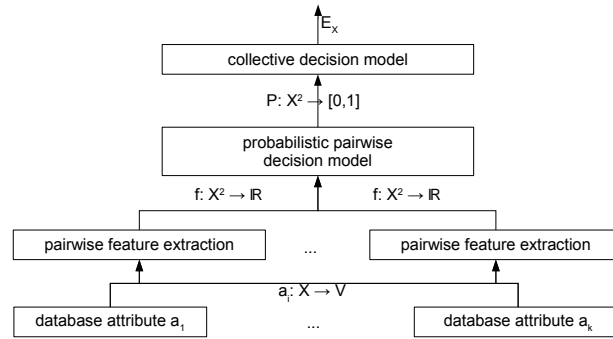 E_X
collective decision model
P: X² → [0,1]
probabilistic pairwise
decision model
f: X² → ℝ f: X² → ℝ
pairwise feature extraction ... pairwise feature extraction
a_i: X → V
database attribute a_1 ... database attribute a_k